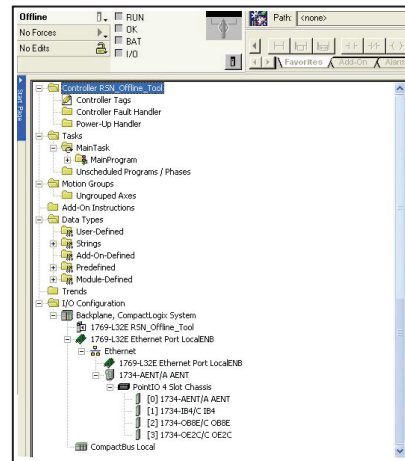 Offline
RUN
No Forces
OK
No Edits
BAT
I/O
Path: <none>
Favorites
Add-On
Alarm
Start Page
Controller RSN_Offline_Tool
Controller Tags
Controller Fault Handler
Power-Up Handler
Tasks
MainTask
MainProgram
Unscheduled Programs / Phases
Motion Groups
Ungrouped Axes
Add-On Instructions
Data Types
User-Defined
Strings
Add-On-Defined
Predefined
Module-Defined
Trends
I/O Configuration
Backplane, CompactLogix System
1769-L32E RSN_Offline_Tool
1769-L32E Ethernet Port LocalENB
Ethernet
1769-L32E Ethernet Port LocalENB
1734-AENT/A AENT
PointIO 4 Slot Chassis
[0] 1734-AENT/A AENT
[1] 1734-IB4/C IB4
[2] 1734-OB8E/C OB8E
[3] 1734-OE2C/C OE2C
CompactBus Local